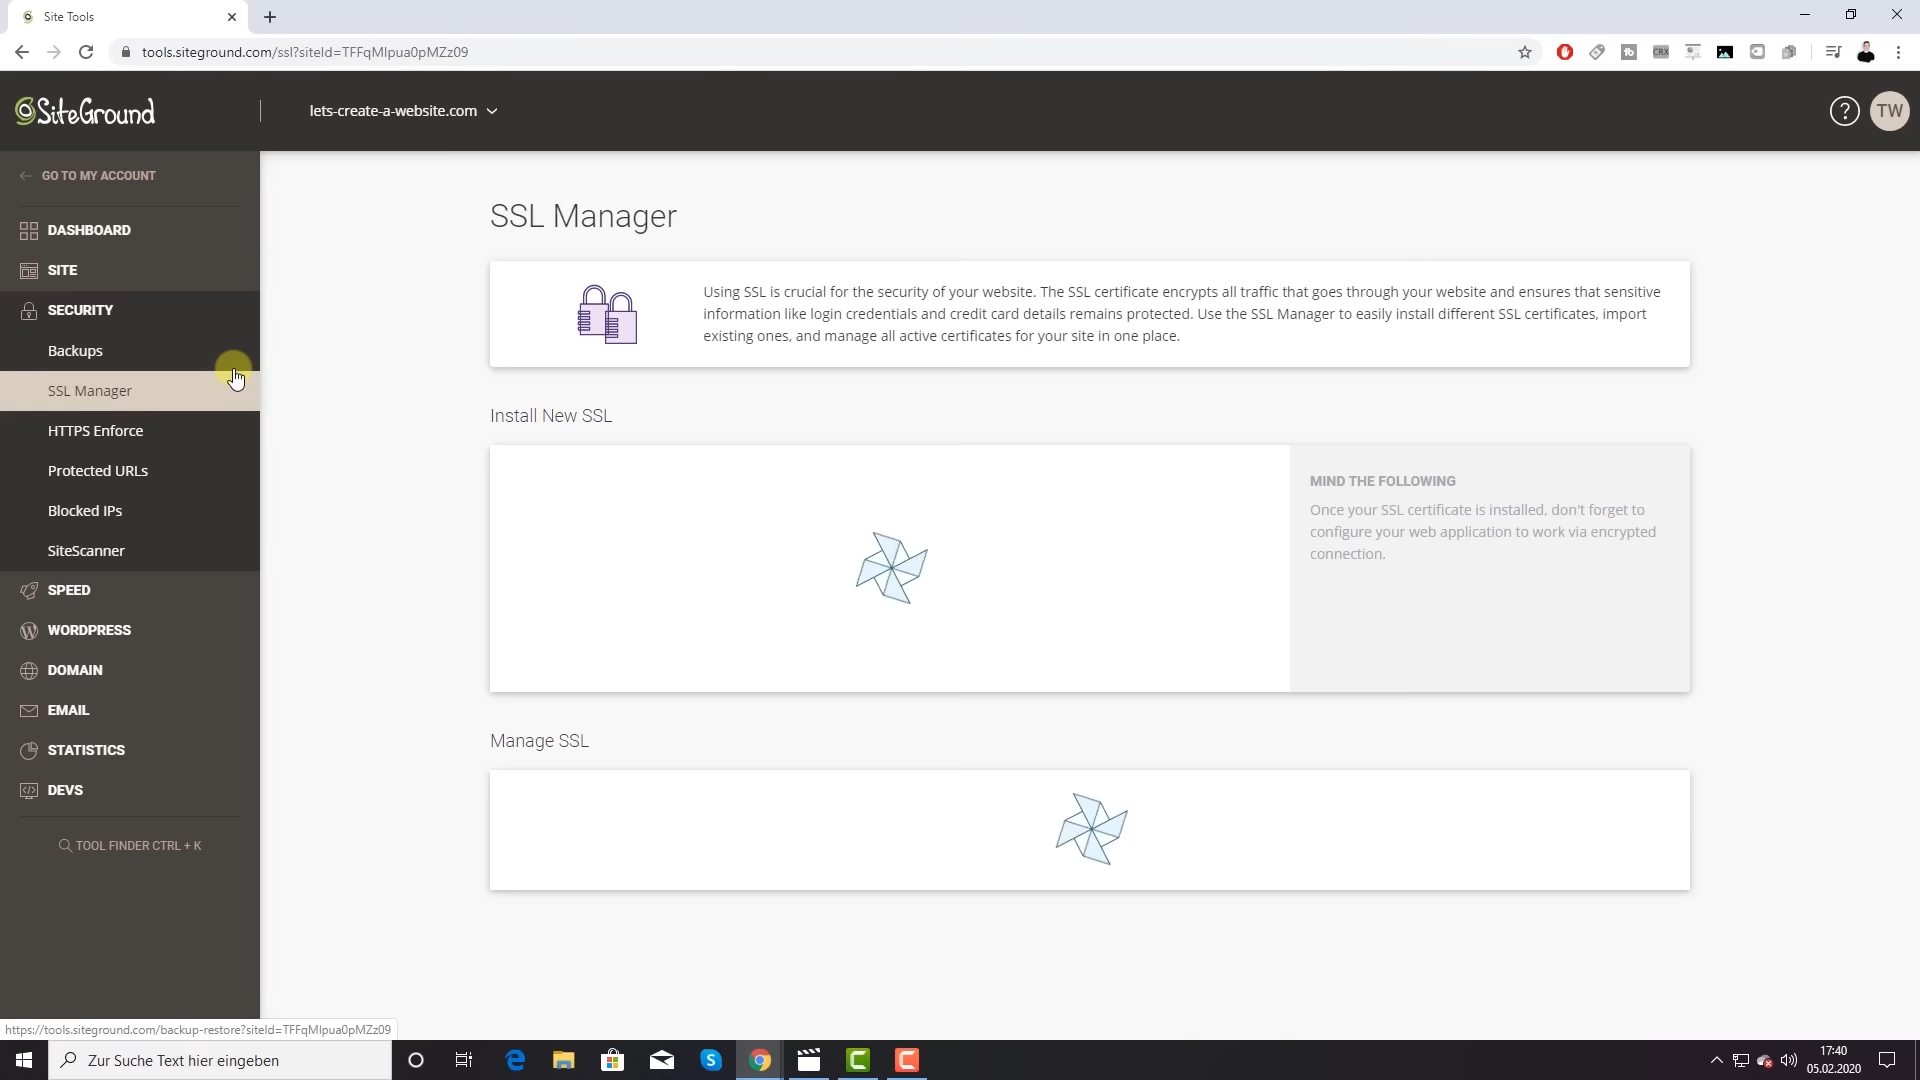 Site Tools
tools.siteground.com/ssl?siteId=TFFqMlpua0pMZz09
SiteGround
lets-create-a-website.com
?
TW
GO TO MY ACCOUNT
DASHBOARD
SITE
SECURITY
Backups
SSL Manager
HTTPS Enforce
Protected URLs
Blocked IPs
SiteScanner
SPEED
WORDPRESS
DOMAIN
EMAIL
STATISTICS
DEVS
TOOL FINDER CTRL + K
SSL Manager
Using SSL is crucial for the security of your website. The SSL certificate encrypts all traffic that goes through your website and ensures that sensitive
information like login credentials and credit card details remains protected. Use the SSL Manager to easily install different SSL certificates, import
existing ones, and manage all active certificates for your site in one place.
Install New SSL
MIND THE FOLLOWING
Once your SSL certificate is installed, don't forget to
configure your web application to work via encrypted
connection.
Manage SSL
https://tools.siteground.com/backup-restore?siteId=TFFqMlpua0pMZz09
Zur Suche Text hier eingeben
17:40
05.02.2020